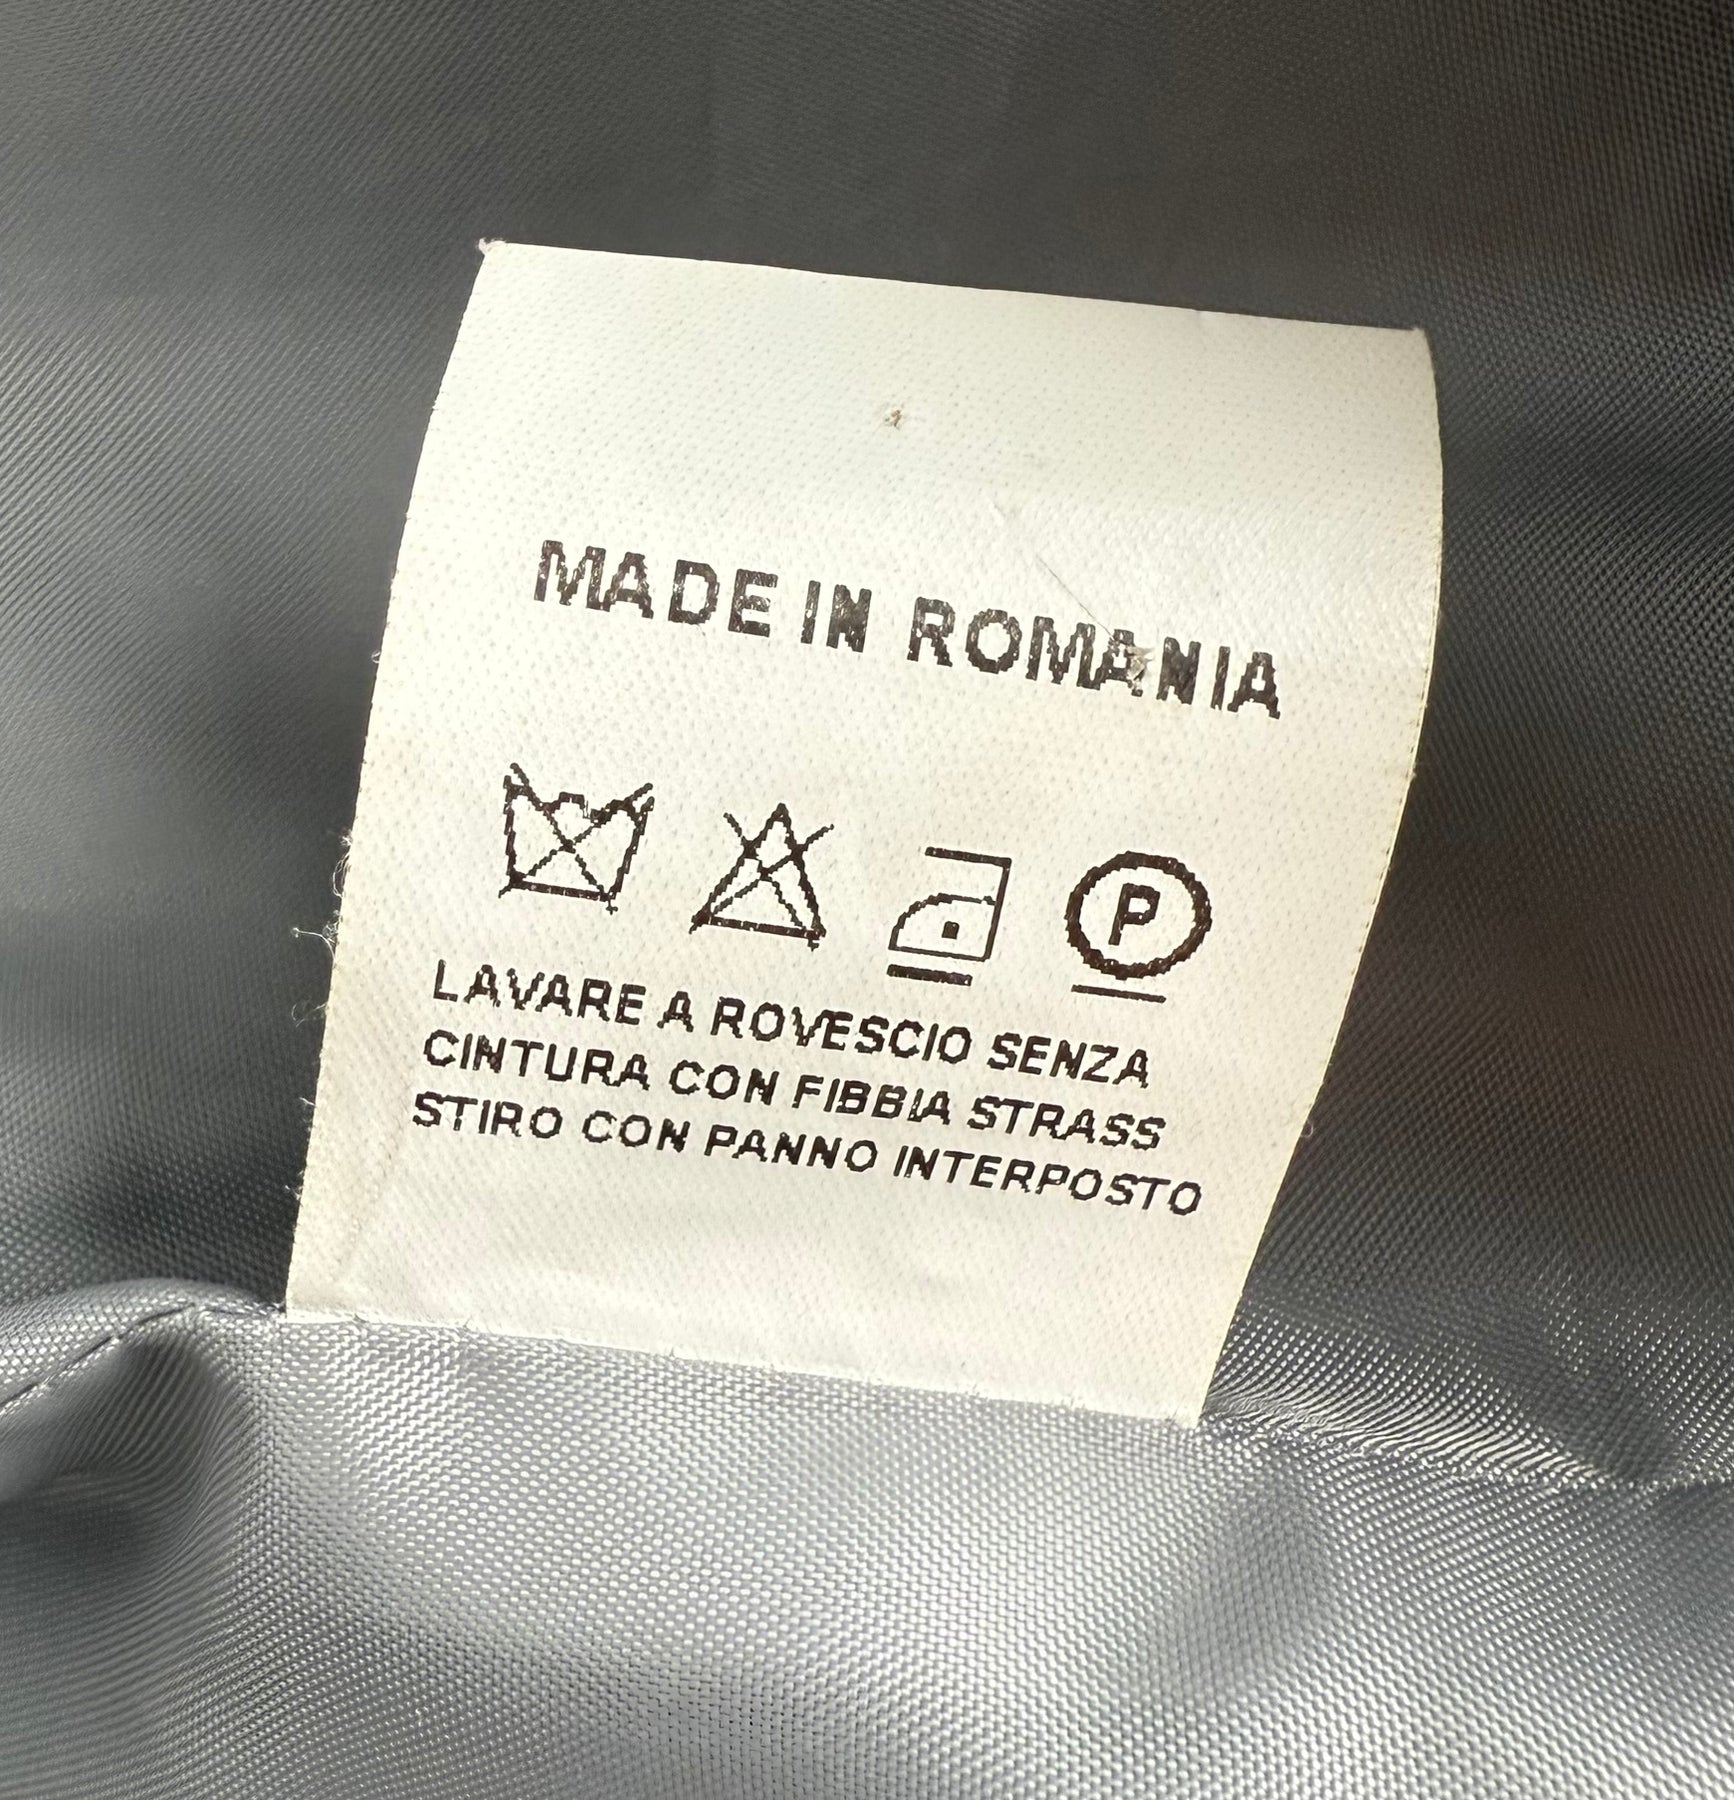 MADE IN ROMANIA
P
LAVARE A ROVESCIO SENZA
CINTURA CON FIBBIA STRASS
STIRO CON PANNO INTERPOSTO